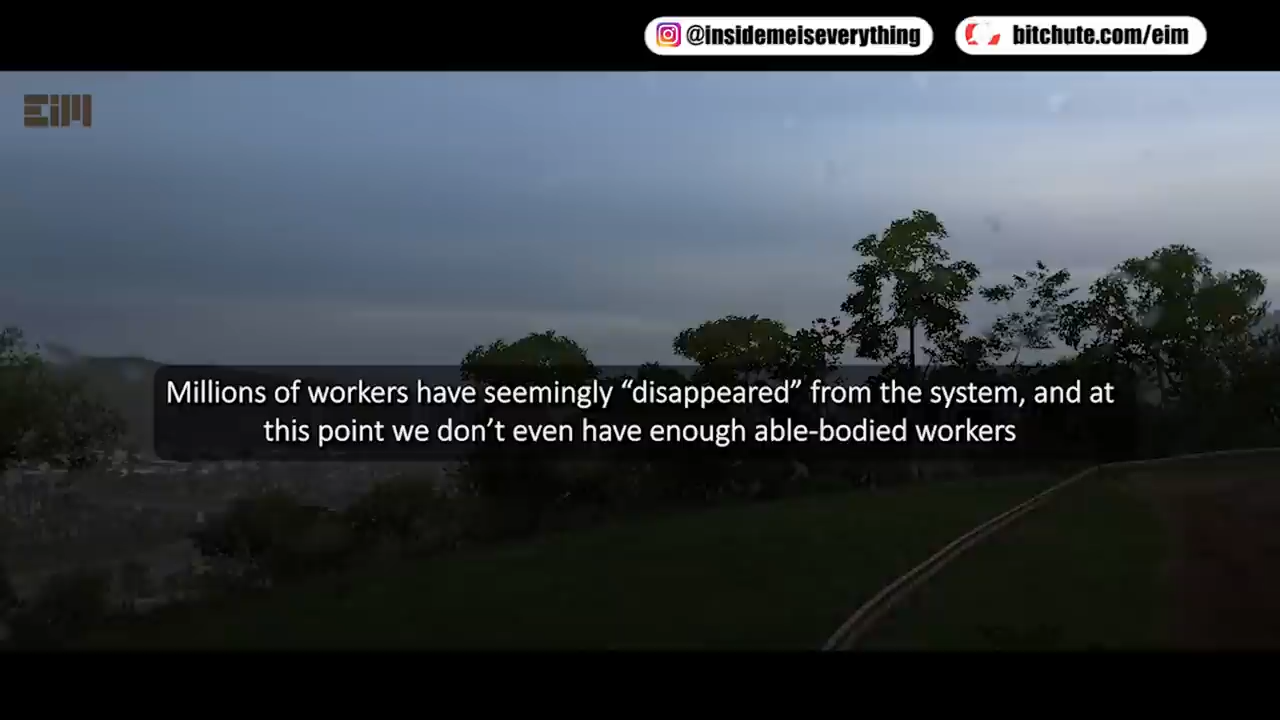 @insidemeiseverything
bitchute.com/eim
EiM
Millions of workers have seemingly “disappeared” from the system, and at
this point we don’t even have enough able-bodied workers